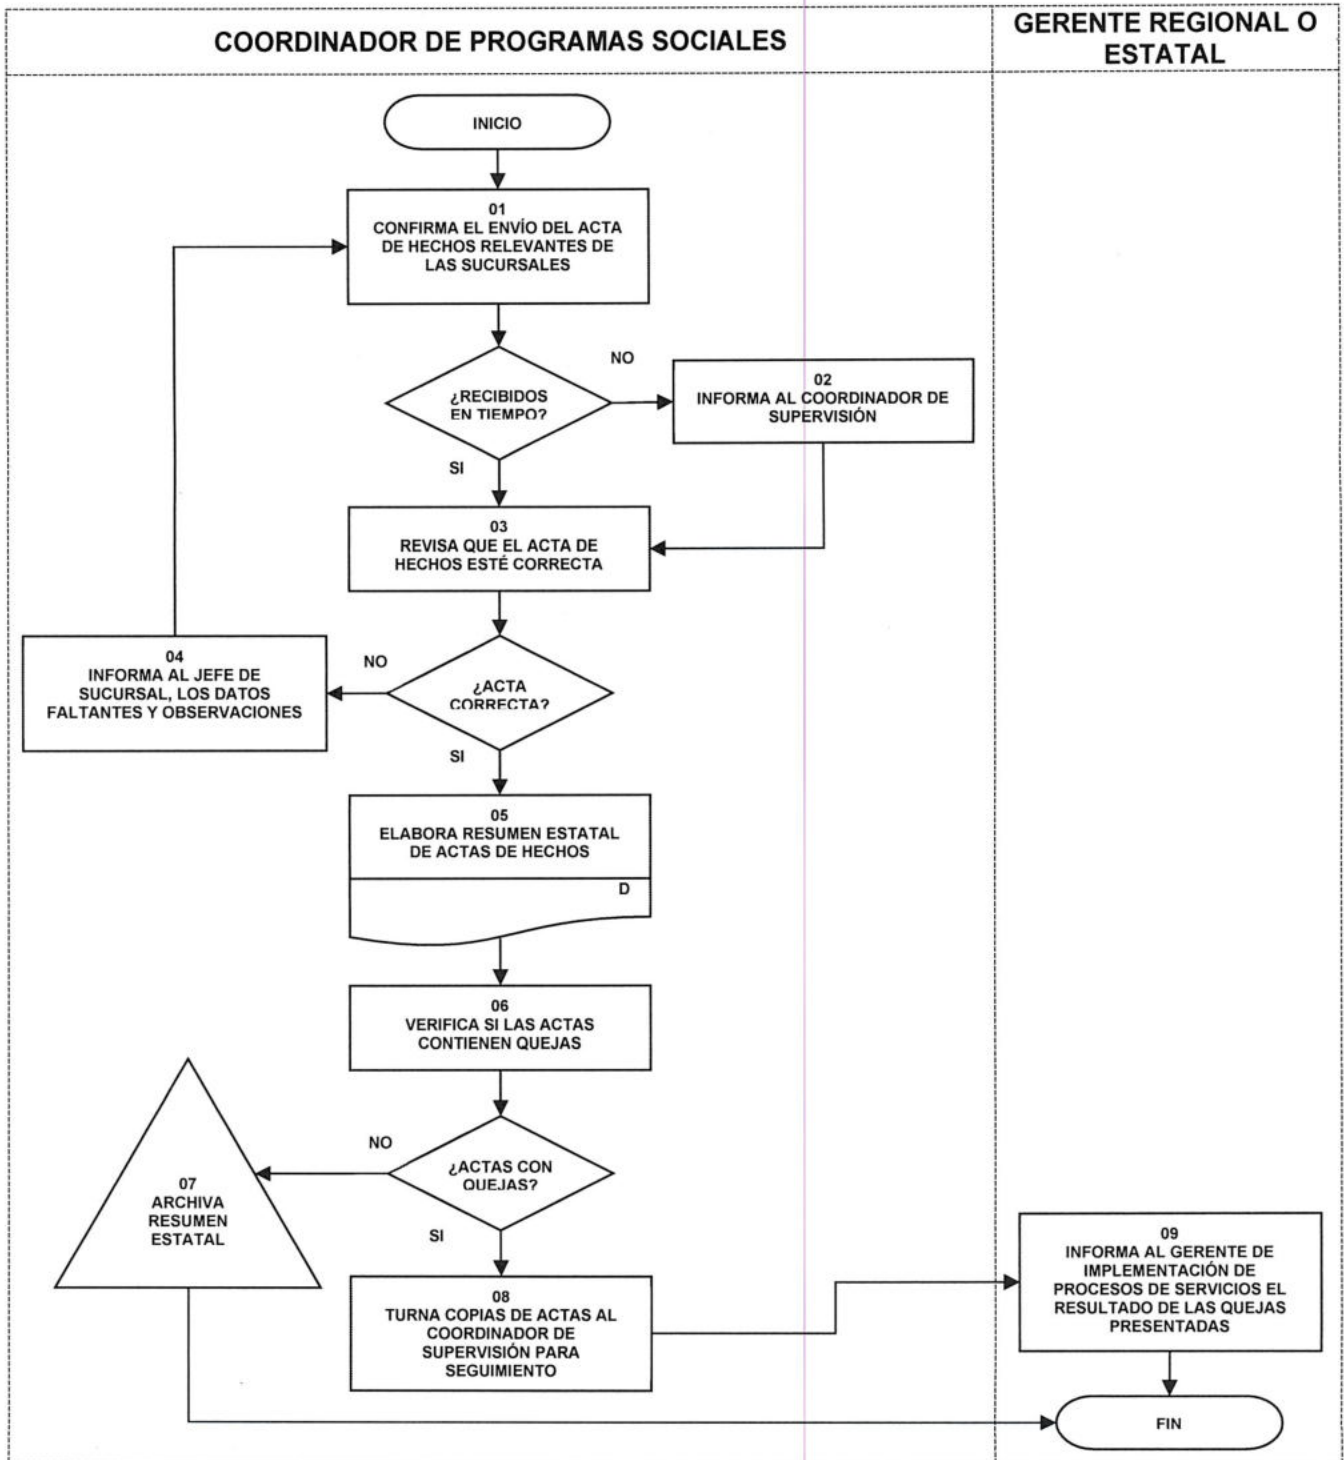 COORDINADOR DE PROGRAMAS SOCIALES
GERENTE REGIONAL O
ESTATAL
INICIO
01
CONFIRMA EL ENVÍO DEL ACTA
DE HECHOS RELEVANTES DE
LAS SUCURSALES
¿RECIBIDOS
EN TIEMPO?
NO
02
INFORMA AL COORDINADOR DE
SUPERVISIÓN
SI
03
REVISA QUE EL ACTA DE
HECHOS ESTÉ CORRECTA
¿ACTA
CORRECTA?
NO
04
INFORMA AL JEFE DE
SUCURSAL, LOS DATOS
FALTANTES Y OBSERVACIONES
SI
05
ELABORA RESUMEN ESTATAL
DE ACTAS DE HECHOS
D
06
VERIFICA SI LAS ACTAS
CONTIENEN QUEJAS
¿ACTAS CON
QUEJAS?
NO
07
ARCHIVA
RESUMEN
ESTATAL
SI
08
TURNA COPIAS DE ACTAS AL
COORDINADOR DE
SUPERVISIÓN PARA
SEGUIMIENTO
09
INFORMA AL GERENTE DE
IMPLEMENTACIÓN DE
PROCESOS DE SERVICIOS EL
RESULTADO DE LAS QUEJAS
PRESENTADAS
FIN